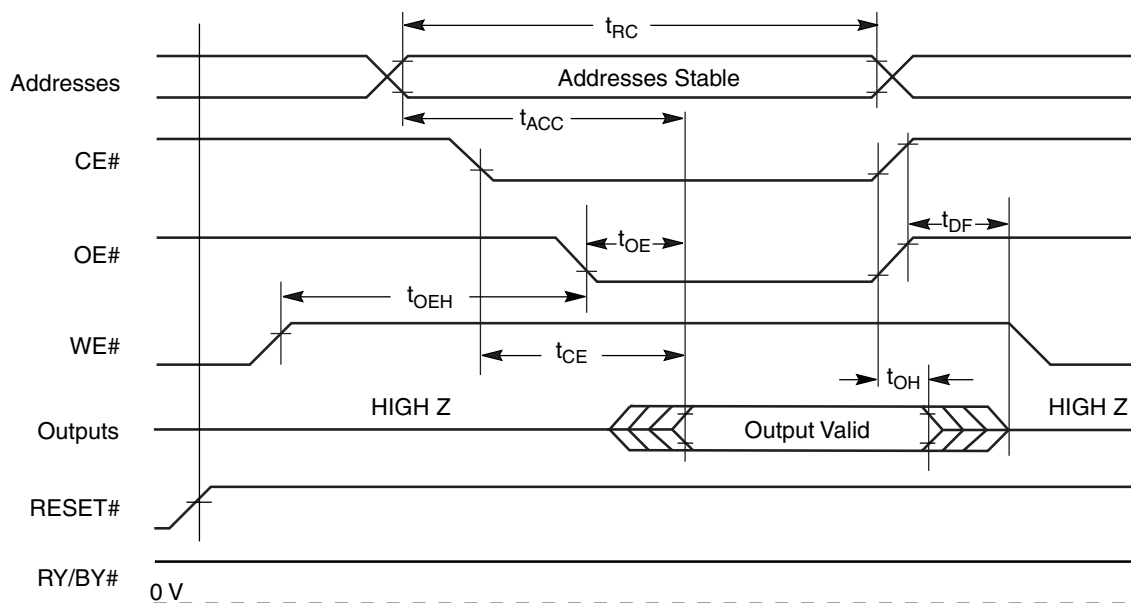 tRC
Addresses
Addresses Stable
tACC
CE#
tDF
OE#
tOE
tOEH
WE#
tCE
tOH
HIGH Z
HIGH Z
Outputs
Output Valid
RESET#
RY/BY#
0 V